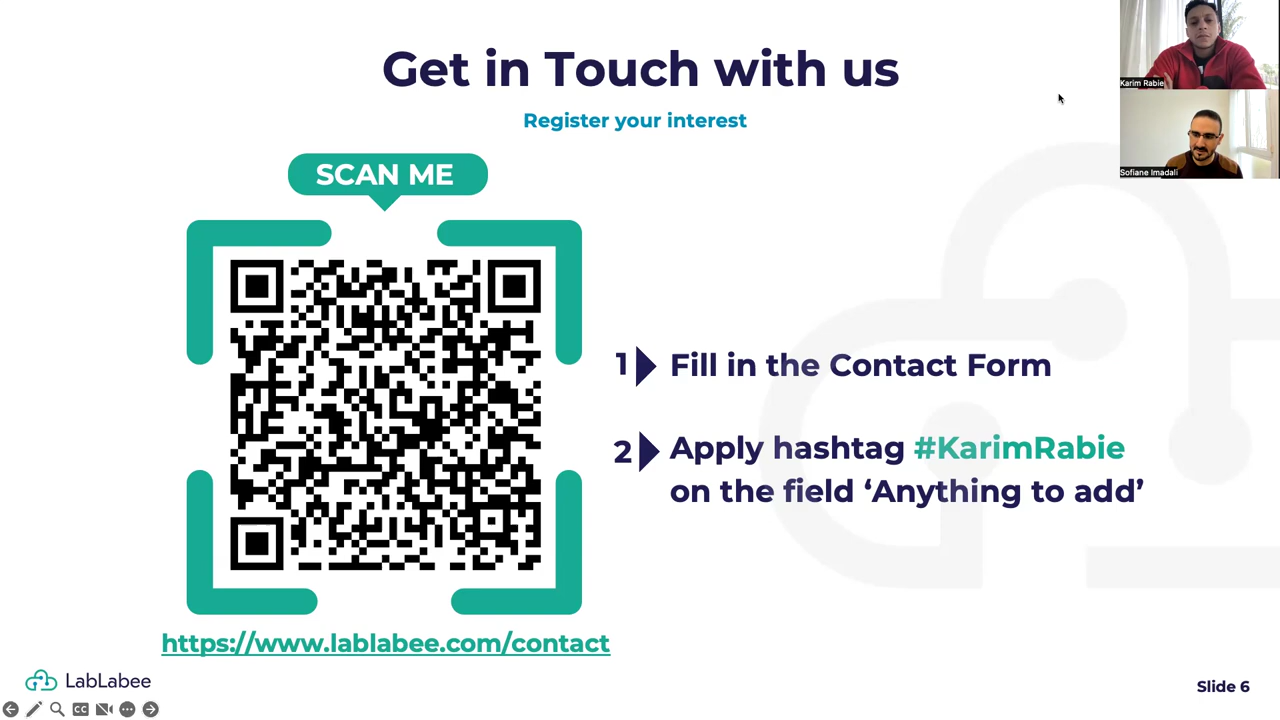 Get in Touch with us
Register your interest
SCAN ME
Karim Rabie
Sofiane Imadali
1 Fill in the Contact Form
2 Apply hashtag #KarimRabie
on the field ‘Anything to add’
https://www.lablabee.com/contact
LabLabee
Slide 6
CC